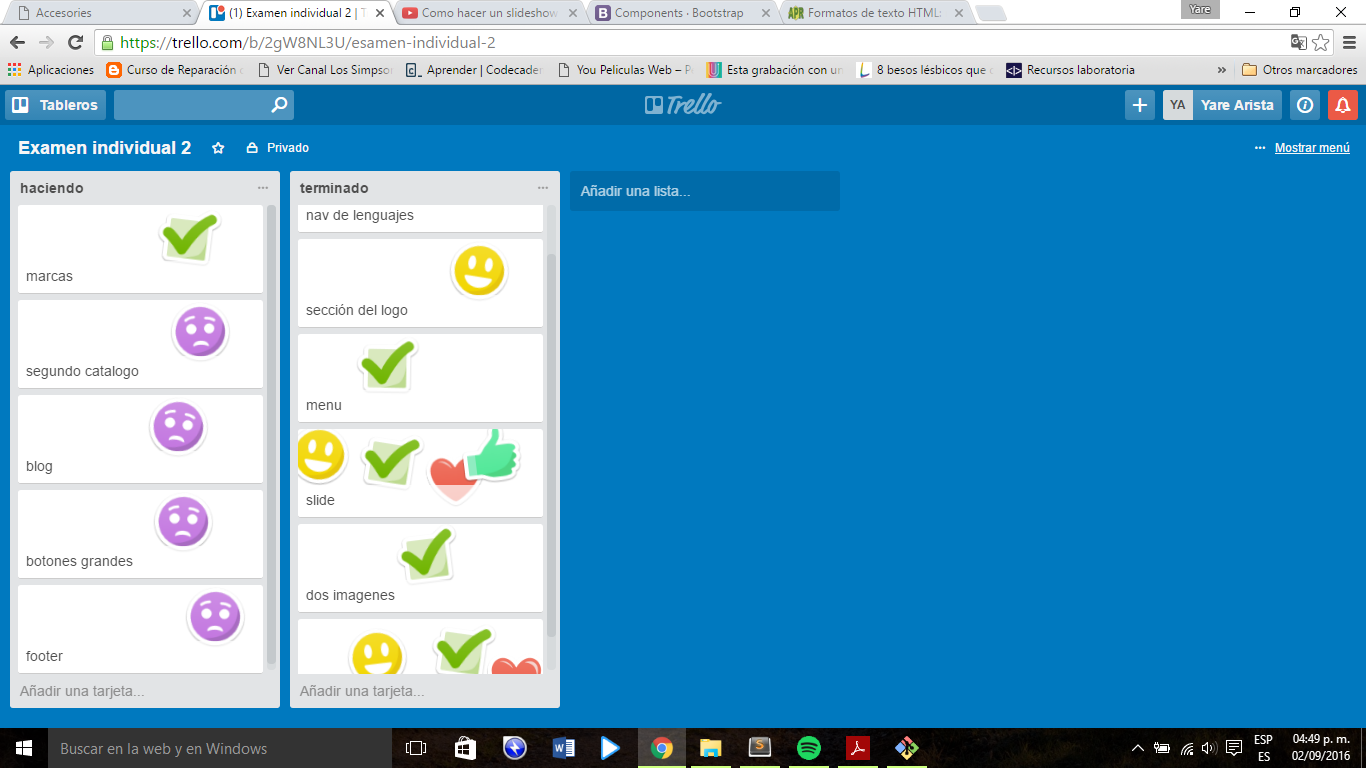 Accesories
(1) Examen individual 2 | T
Como hacer un slideshow
Components · Bootstrap
Formatos de texto HTML:
Yare
https://trello.com/b/2gW8NL3U/esamen-individual-2
Aplicaciones
Curso de Reparación
Ver Canal Los Simpso
Aprender | Codecade
You Peliculas Web – P
Esta grabación con un
8 besos lésbicos que
Recursos laboratoria
»
Otros marcadores
Tableros
Trello
YA
Yare Arista
Examen individual 2
Privado
Mostrar menú
haciendo
marcas
segundo catalogo
blog
botones grandes
footer
Añadir una tarjeta...
terminado
nav de lenguajes
sección del logo
menu
slide
dos imagenes
Añadir una tarjeta...
Añadir una lista...
Buscar en la web y en Windows
ESP
ES
04:49 p. m.
02/09/2016